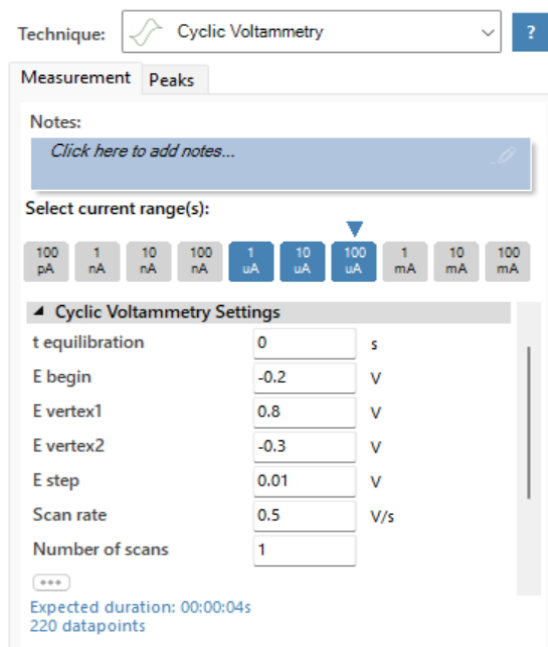 Technique: Cyclic Voltammetry ?
Measurement Peaks
Notes:
Click here to add notes...
Select current range(s):
100 pA 1 nA 10 nA 100 nA 1 uA 10 uA 100 uA 1 mA 10 mA 100 mA
Cyclic Voltammetry Settings
t equilibration 0 s
E begin -0.2 V
E vertex1 0.8 V
E vertex2 -0.3 V
E step 0.01 V
Scan rate 0.5 V/s
Number of scans 1
Expected duration: 00:00:04s
220 datapoints